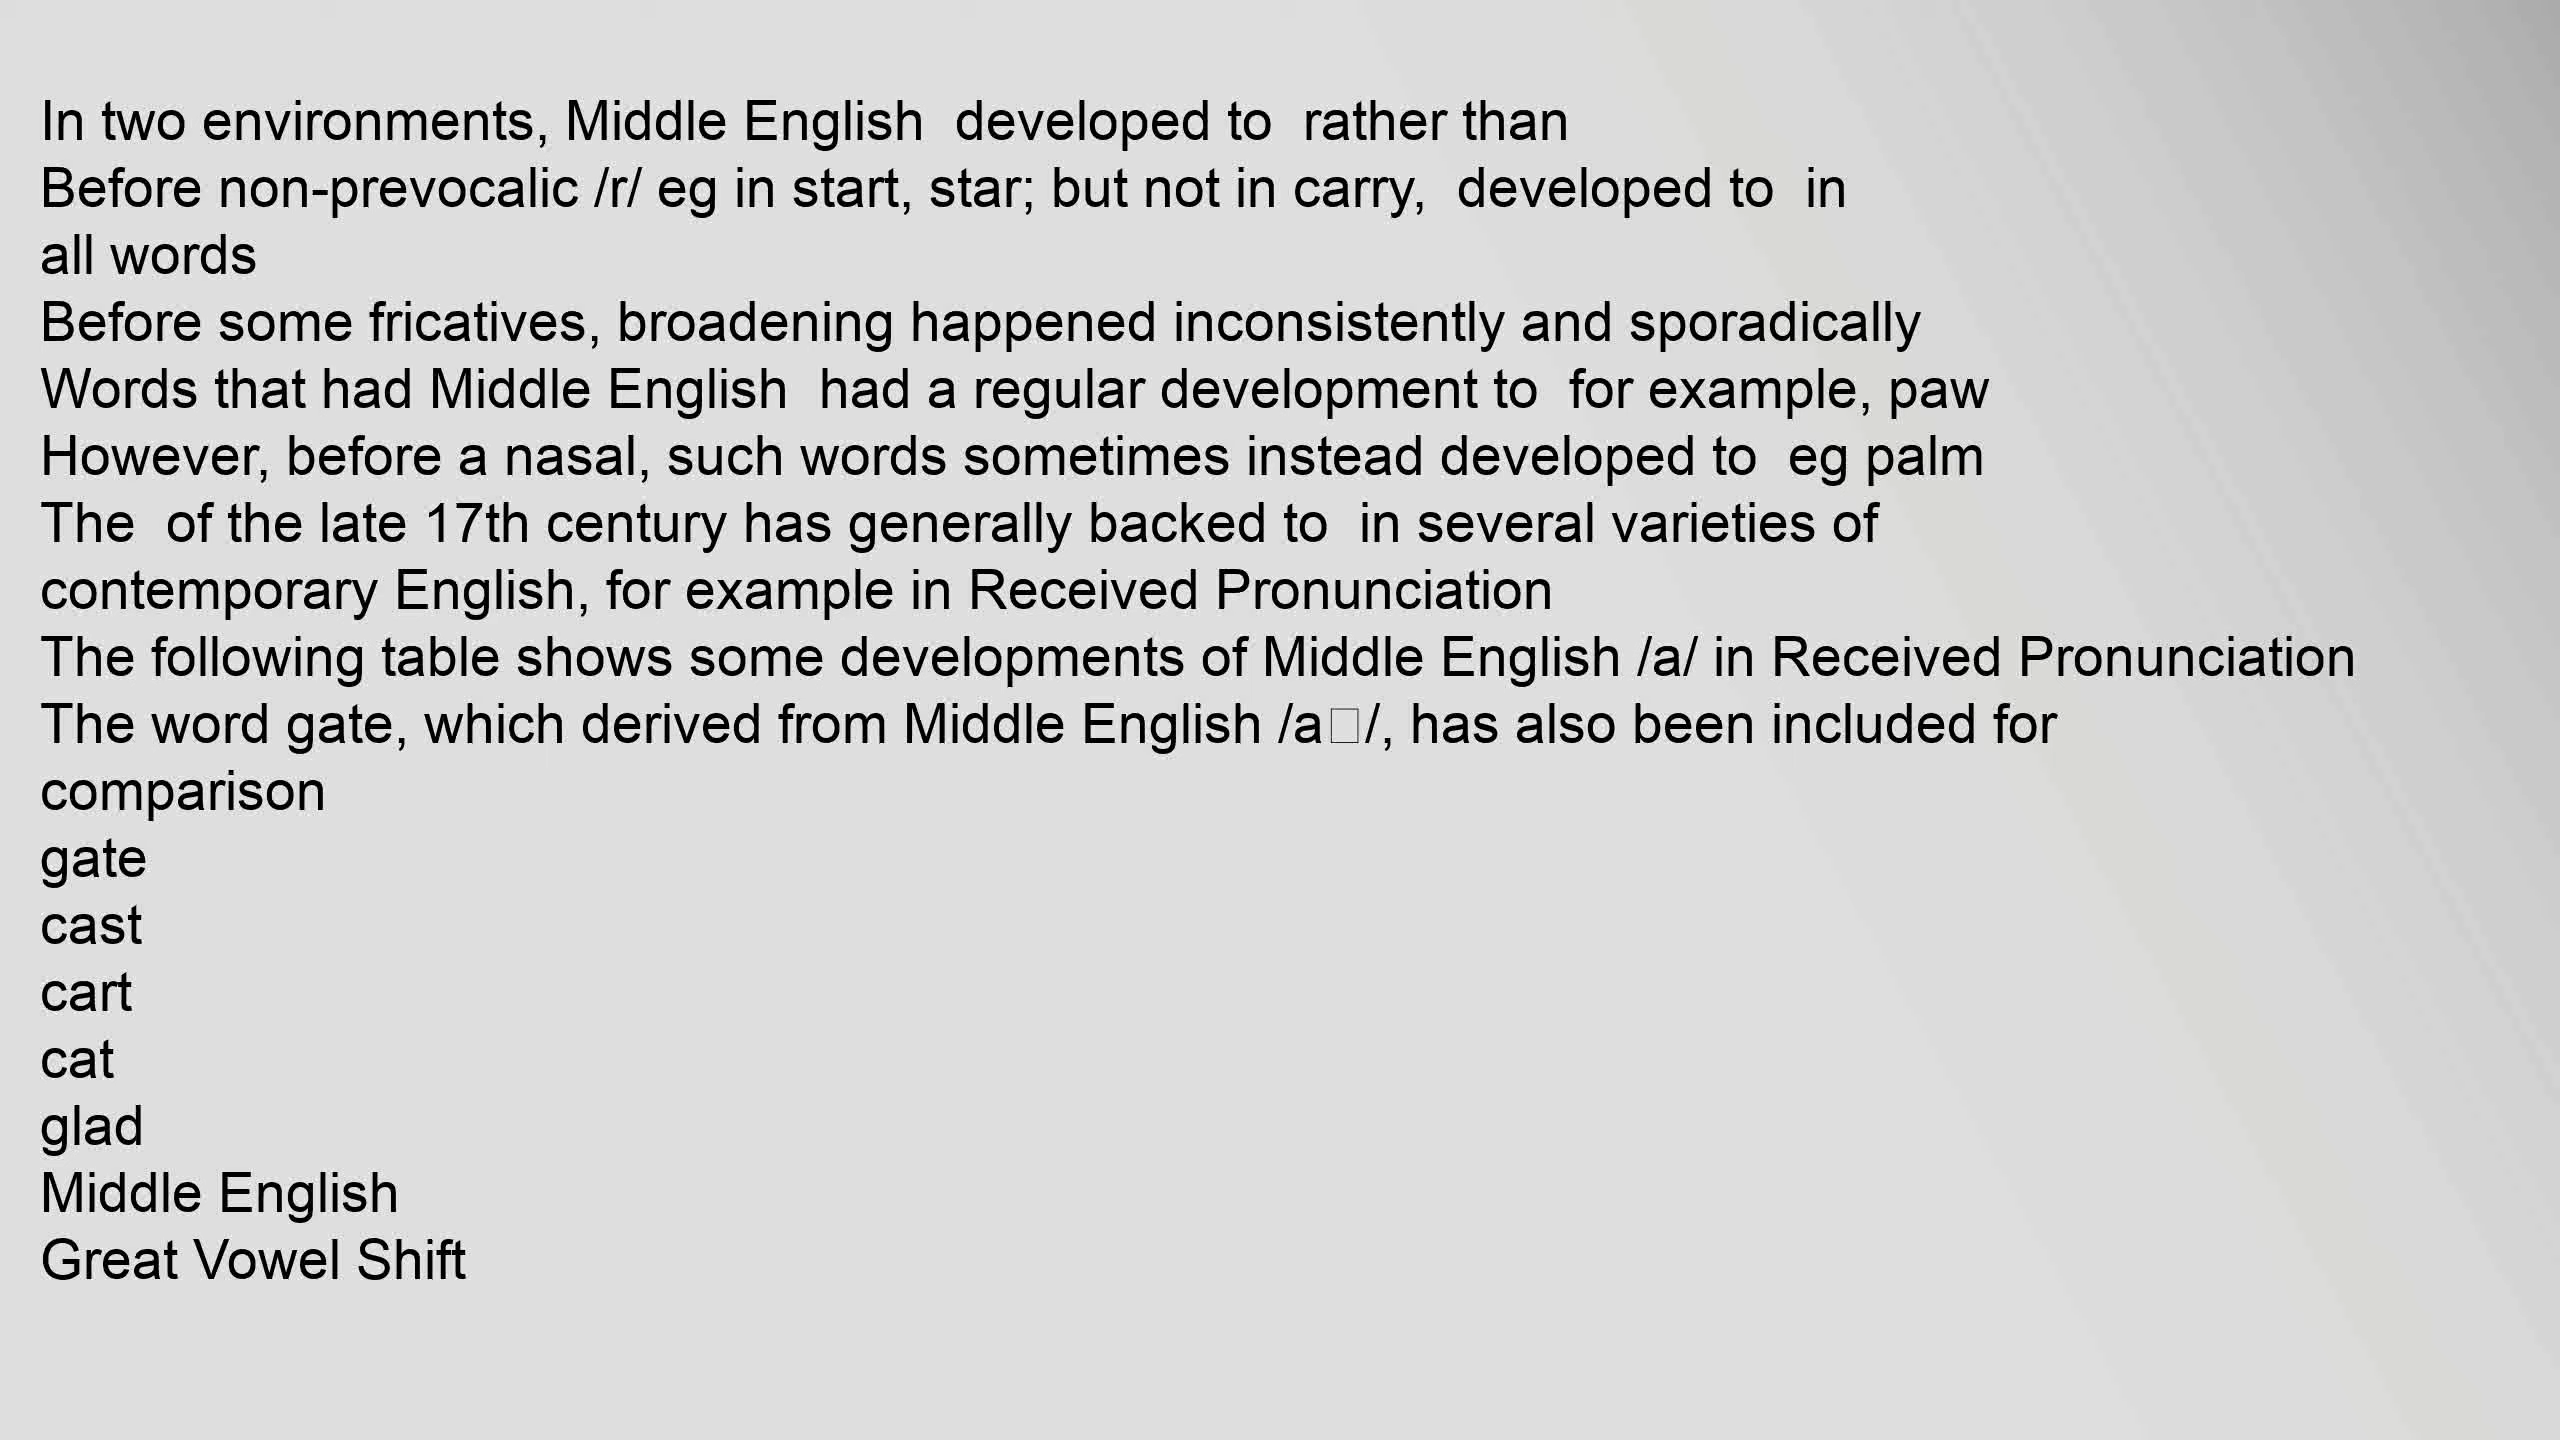 In two environments, Middle English  developed to  rather than
Before non-prevocalic /r/ eg in start, star; but not in carry,  developed to  in
all words
Before some fricatives, broadening happened inconsistently and sporadically
Words that had Middle English  had a regular development to  for example, paw
However, before a nasal, such words sometimes instead developed to  eg palm
The  of the late 17th century has generally backed to  in several varieties of
contemporary English, for example in Received Pronunciation
The following table shows some developments of Middle English /a/ in Received Pronunciation
The word gate, which derived from Middle English /a□/, has also been included for
comparison
gate
cast
cart
cat
glad
Middle English
Great Vowel Shift